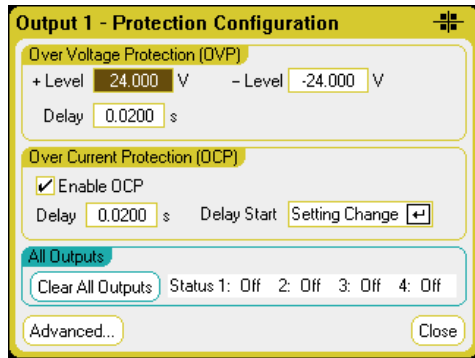 Output 1 - Protection Configuration
Over Voltage Protection (OVP)
+ Level 24.000 V – Level -24.000 V
Delay 0.0200 s
Over Current Protection (OCP)
Enable OCP
Delay 0.0200 s Delay Start Setting Change
All Outputs
Clear All Outputs Status 1: Off 2: Off 3: Off 4: Off
Advanced... Close